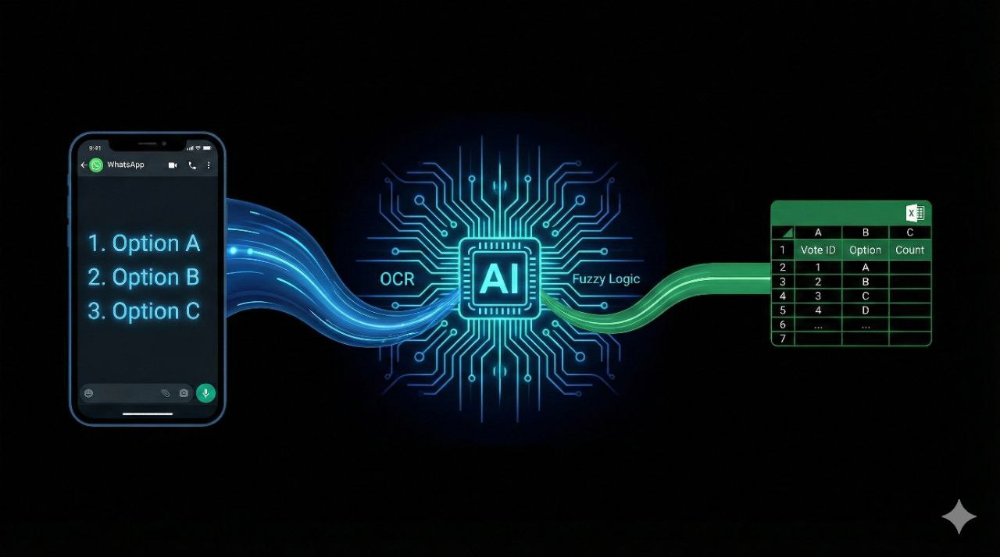 9:41
WhatsApp
1. Option A
2. Option B
3. Option C
OCR
AI
Fuzzy Logic
X
A B C
1 Vote ID Option Count
2 1 A
3 2 B
4 3 C
5 4 D
6 ... ...
7